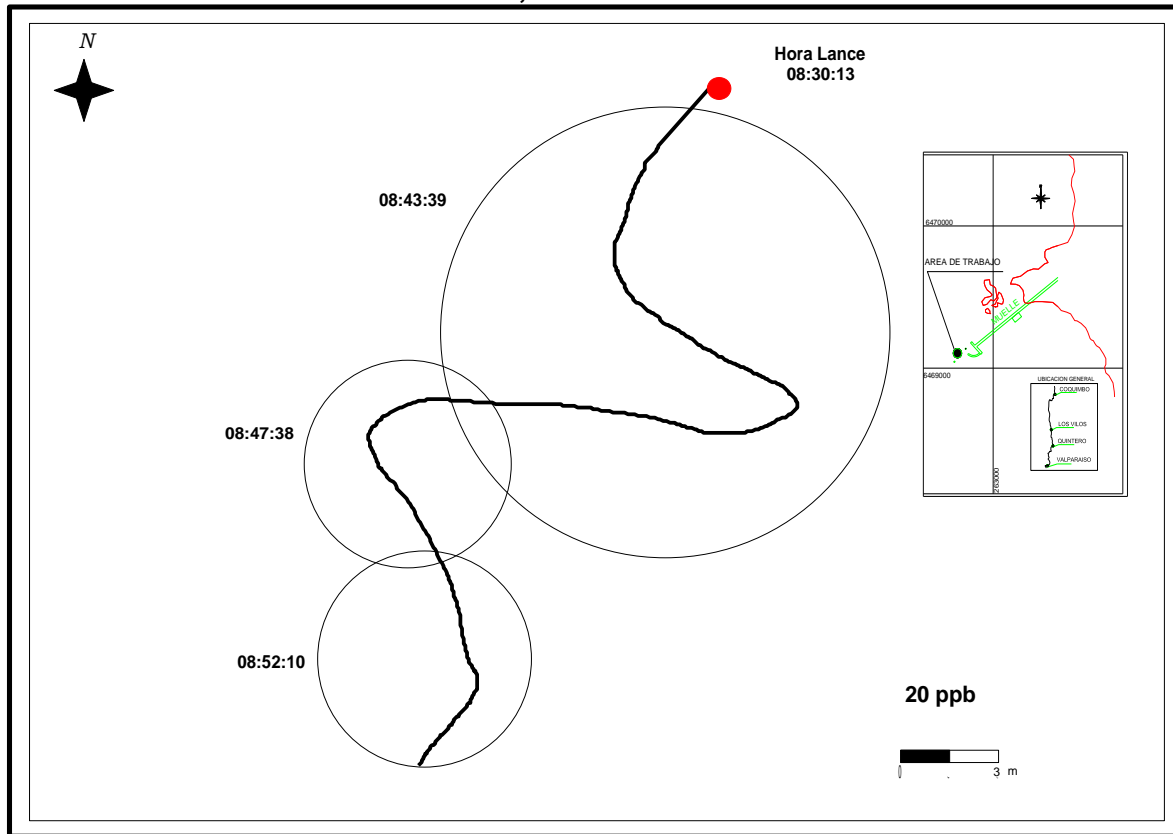 N
Hora Lance
08:30:13
08:43:39
08:47:38
08:52:10
20 ppb
0 3 m
6470000
AREA DE TRABAJO
MUELLE
6469000
263000
UBICACION GENERAL
COQUIMBO
LOS VILOS
QUINTERO
VALPARAISO